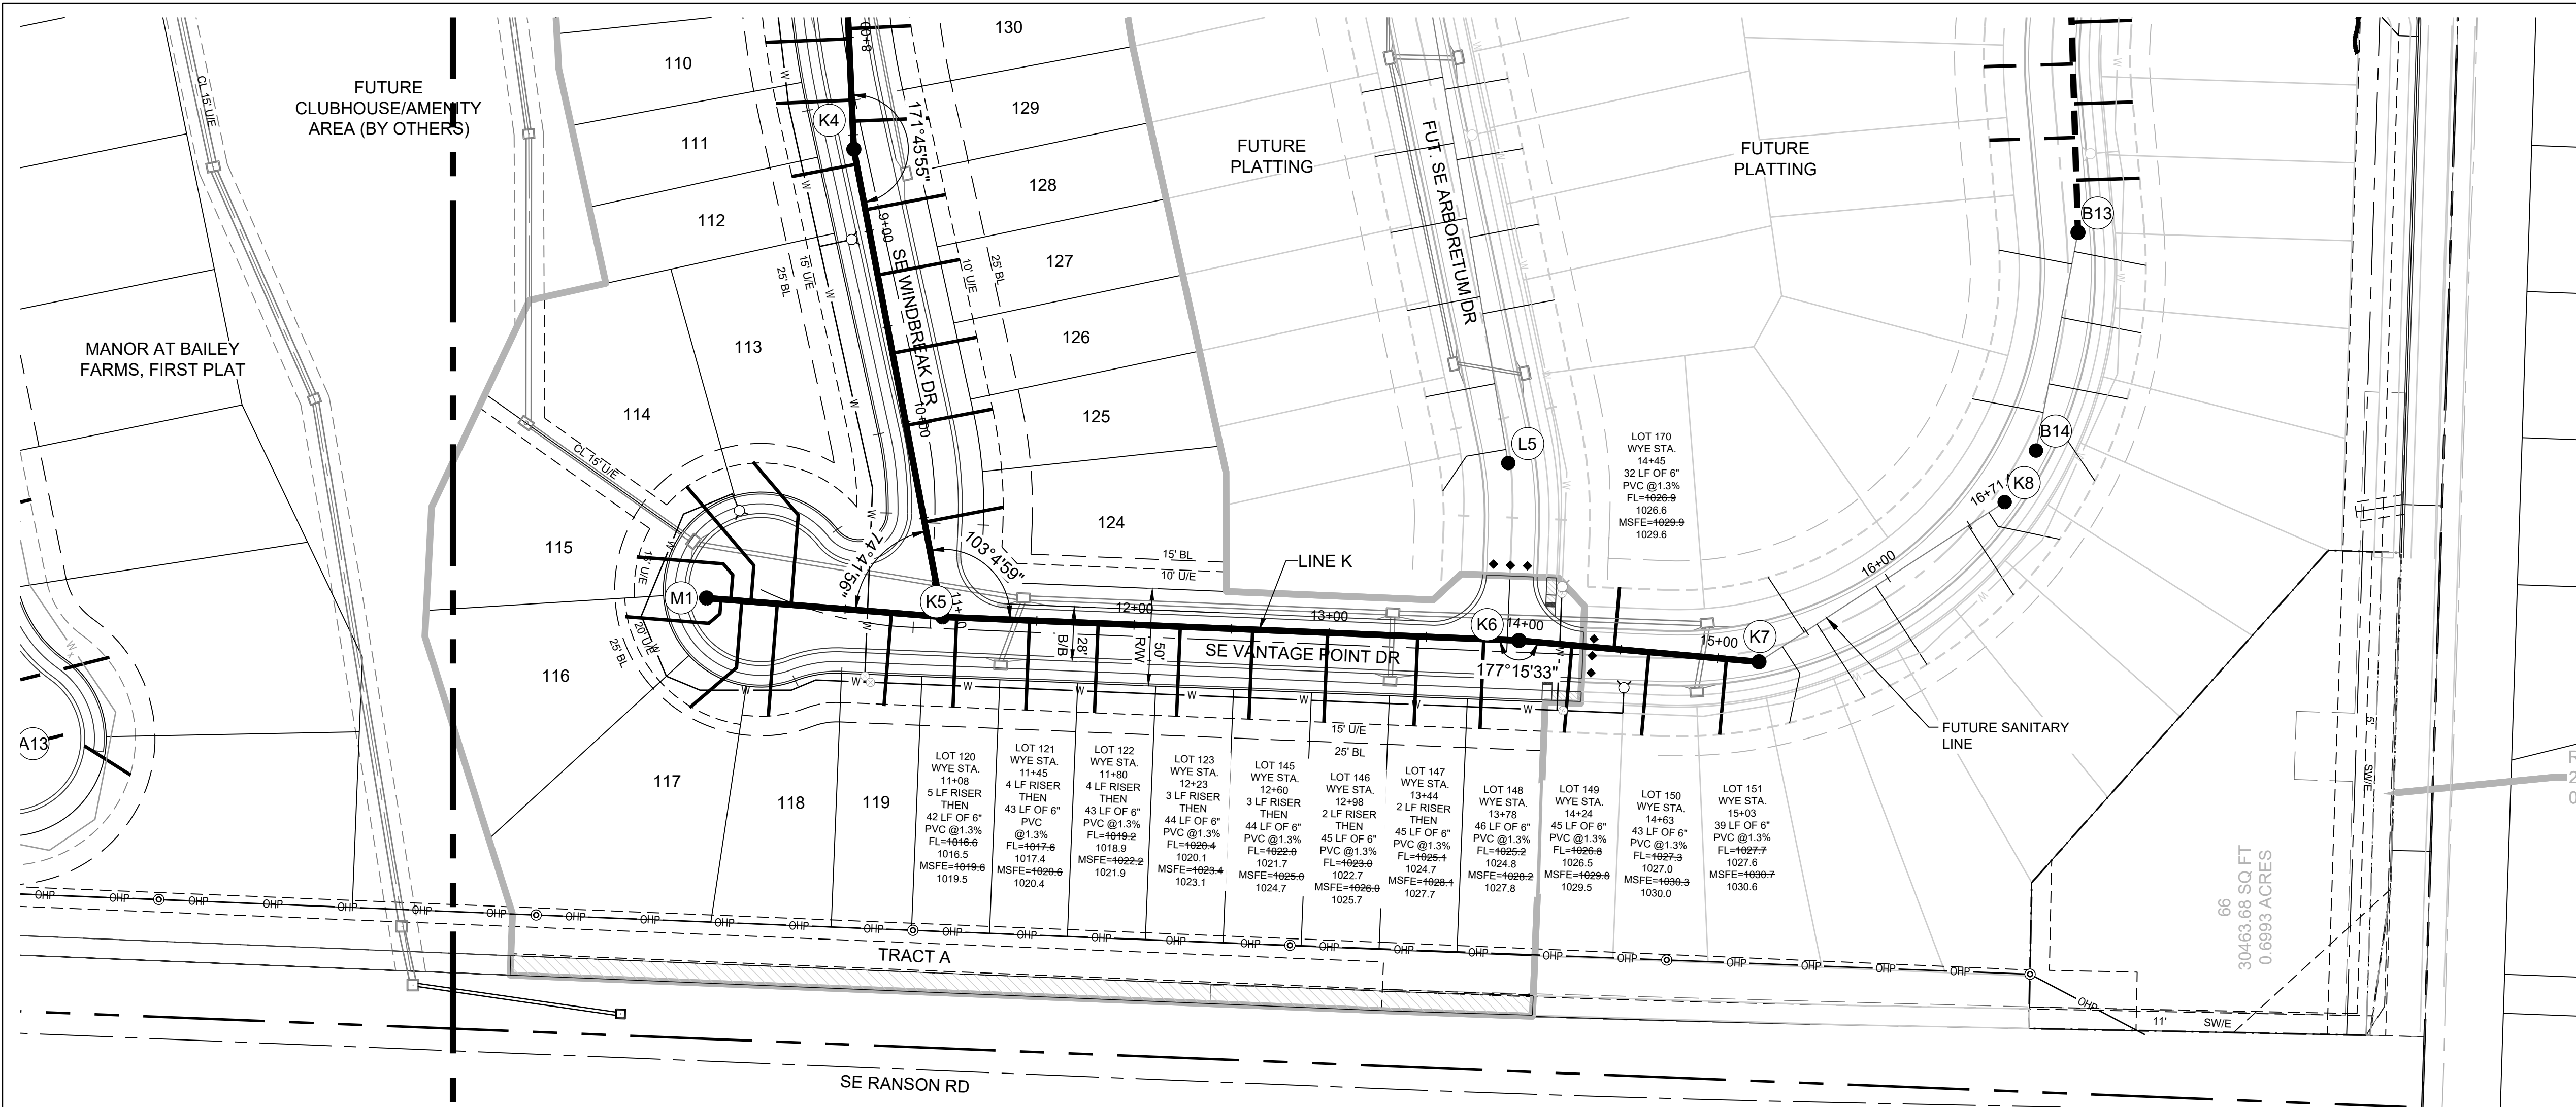 FUTURE
CLUBHOUSE/AMENITY
AREA (BY OTHERS)
MANOR AT BAILEY
FARMS, FIRST PLAT
CL 15' U/E
CL 15' U/E
110
111
112
113
114
115
116
117
118
119
130
129
128
127
126
125
124
8+00
9+00
10+00
K4
171°45'55"
SE WINDBREAK DR
25' BL
15' U/E
10' U/E
25' BL
FUTURE
PLATTING
FUT. SE ARBORETUM DR
FUTURE
PLATTING
B13
B14
K8
L5
16+00
LOT 170
WYE STA.
14+45
32 LF OF 6"
PVC @1.3%
FL=1026.9
1026.6
MSFE=1029.9
1029.6
15' U/E
20' U/E
25' BL
M1
74°41'56"
103°4'59"
K5
15' BL
10' U/E
LINE K
12+00
13+00
14+00
15+00
28'
B/B
50'
R/W
SE VANTAGE POINT DR
K6
K7
177°15'33"
15' U/E
25' BL
FUTURE SANITARY
LINE
A13
LOT 120
WYE STA.
11+08
5 LF RISER
THEN
42 LF OF 6"
PVC @1.3%
FL=1016.6
1016.5
MSFE=1019.6
1019.5
LOT 121
WYE STA.
11+45
4 LF RISER
THEN
43 LF OF 6"
PVC
@1.3%
FL=1017.6
1017.4
MSFE=1020.6
1020.4
LOT 122
WYE STA.
11+80
4 LF RISER
THEN
43 LF OF 6"
PVC @1.3%
FL=1019.2
1018.9
MSFE=1022.2
1021.9
LOT 123
WYE STA.
12+23
3 LF RISER
THEN
44 LF OF 6"
PVC @1.3%
FL=1020.4
1020.1
MSFE=1023.4
1023.1
LOT 145
WYE STA.
12+60
3 LF RISER
THEN
44 LF OF 6"
PVC @1.3%
FL=1022.0
1021.7
MSFE=1025.0
1024.7
LOT 146
WYE STA.
12+98
2 LF RISER
THEN
45 LF OF 6"
PVC @1.3%
FL=1023.0
1022.7
MSFE=1026.0
1025.7
LOT 147
WYE STA.
13+44
2 LF RISER
THEN
45 LF OF 6"
PVC @1.3%
FL=1025.1
1024.7
MSFE=1028.1
1027.7
LOT 148
WYE STA.
13+78
46 LF OF 6"
PVC @1.3%
FL=1025.2
1024.8
MSFE=1028.2
1027.8
LOT 149
WYE STA.
14+24
45 LF OF 6"
PVC @1.3%
FL=1026.8
1026.5
MSFE=1029.8
1029.5
LOT 150
WYE STA.
14+63
43 LF OF 6"
PVC @1.3%
FL=1027.3
1027.0
MSFE=1030.3
1030.0
LOT 151
WYE STA.
15+03
39 LF OF 6"
PVC @1.3%
FL=1027.7
1027.6
MSFE=1030.7
1030.6
66
30463.68 SQ FT
0.6993 ACRES
5'
SW/E
11'
SW/E
OHP
TRACT A
SE RANSON RD